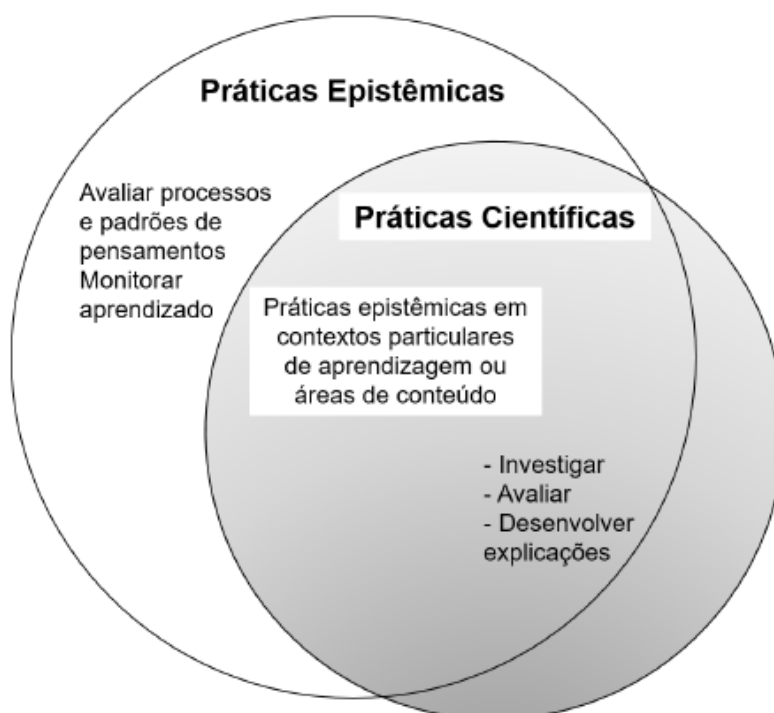 Práticas Epistêmicas
Avaliar processos
e padrões de
pensamentos
Monitorar
aprendizado
Práticas Científicas
Práticas epistêmicas em
contextos particulares
de aprendizagem ou
áreas de conteúdo
- Investigar
- Avaliar
- Desenvolver
explicações